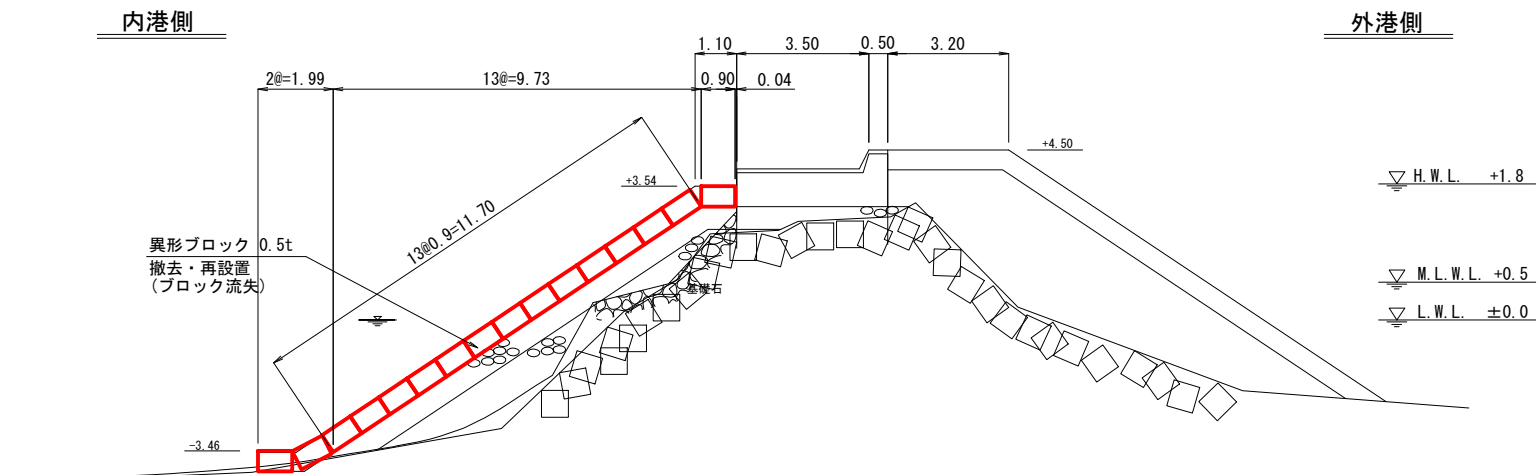 内港側
外港側
1.10
3.50
0.50
3.20
2@=1.99
13@=9.73
0.90
0.04
+4.50
+3.54
H.W.L. +1.8
13@0.9=11.70
異形ブロック 0.5t
撤去・再設置
(ブロック流失)
基礎石
M.L.W.L. +0.5
L.W.L. ±0.0
-3.46